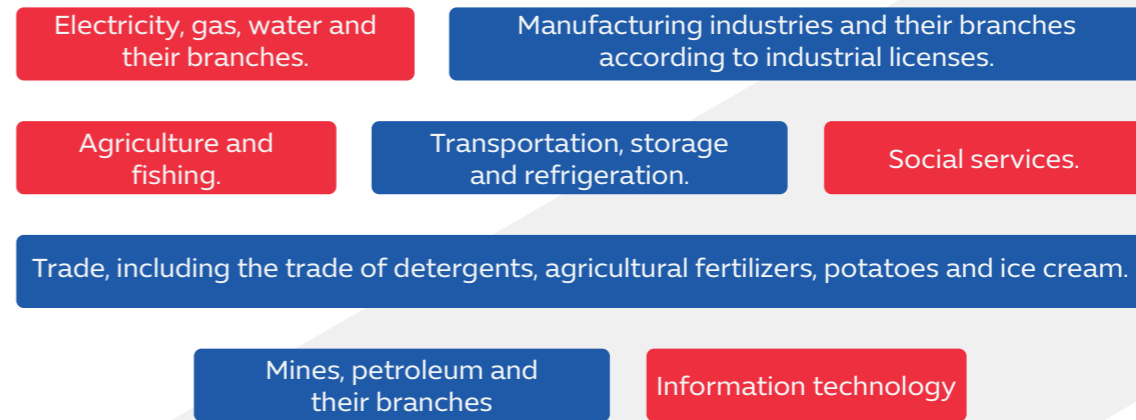 Electricity, gas, water and
their branches.
Manufacturing industries and their branches
according to industrial licenses.
Agriculture and
fishing.
Transportation, storage
and refrigeration.
Social services.
Trade, including the trade of detergents, agricultural fertilizers, potatoes and ice cream.
Mines, petroleum and
their branches
Information technology